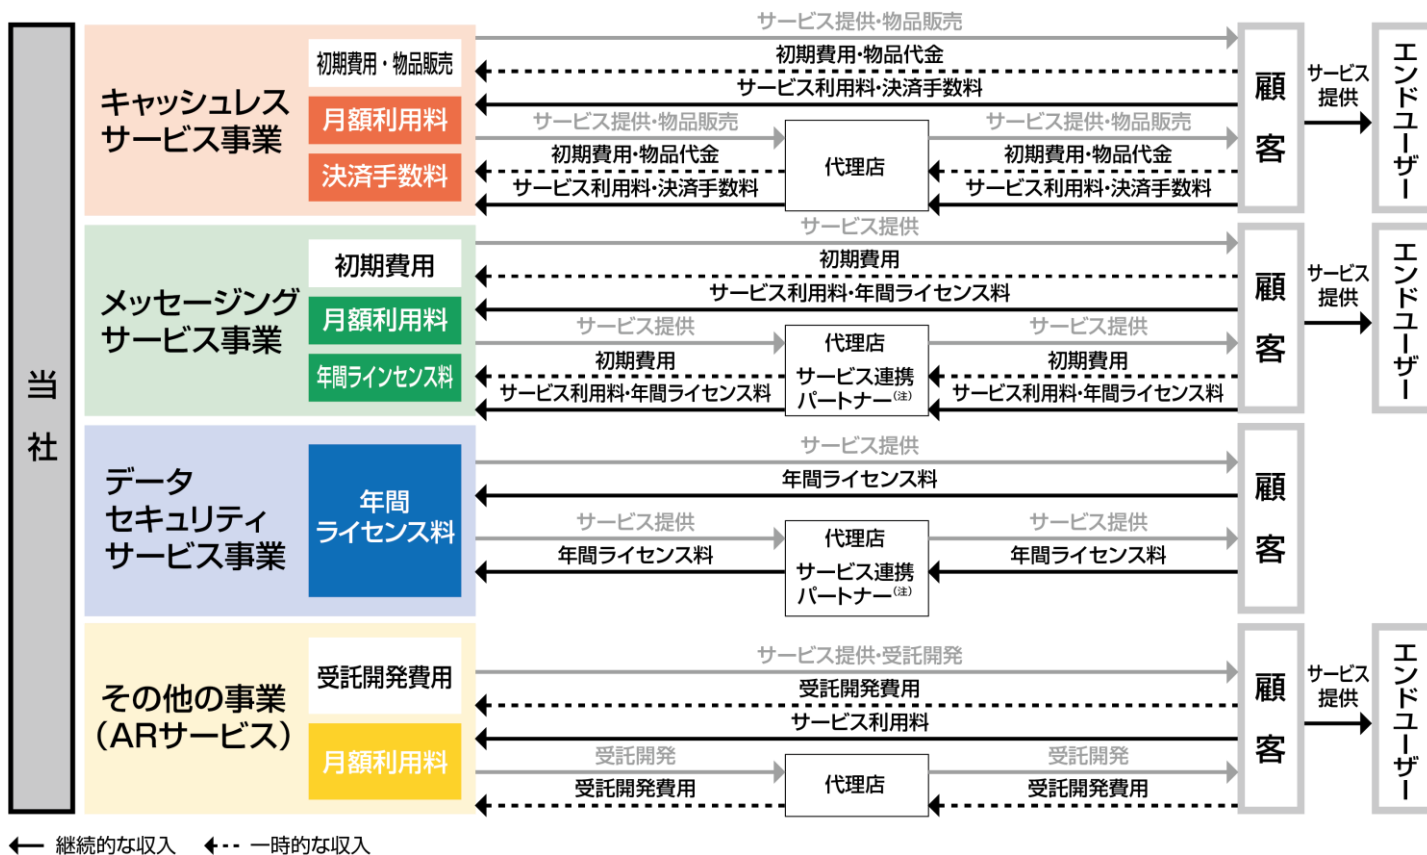 当社
キャッシュレス
サービス事業
初期費用・物品販売
月額利用料
決済手数料
サービス提供・物品販売
初期費用・物品代金
サービス利用料・決済手数料
サービス提供・物品販売
初期費用・物品代金
サービス利用料・決済手数料
代理店
サービス提供・物品販売
初期費用・物品代金
サービス利用料・決済手数料
顧客
サービス
提供
エンドユーザー
メッセージング
サービス事業
初期費用
月額利用料
年間ラインセンス料
サービス提供
初期費用
サービス利用料・年間ライセンス料
サービス提供
初期費用
サービス利用料・年間ライセンス料
代理店
サービス連携
パートナー(注)
サービス提供
初期費用
サービス利用料・年間ライセンス料
顧客
サービス
提供
エンドユーザー
データ
セキュリティ
サービス事業
年間
ライセンス料
サービス提供
年間ライセンス料
サービス提供
年間ライセンス料
代理店
サービス連携
パートナー(注)
サービス提供
年間ライセンス料
顧客
その他の事業
(ARサービス)
受託開発費用
月額利用料
サービス提供・受託開発
受託開発費用
サービス利用料
受託開発
受託開発費用
代理店
受託開発
受託開発費用
顧客
サービス
提供
エンドユーザー
継続的な収入
一時的な収入